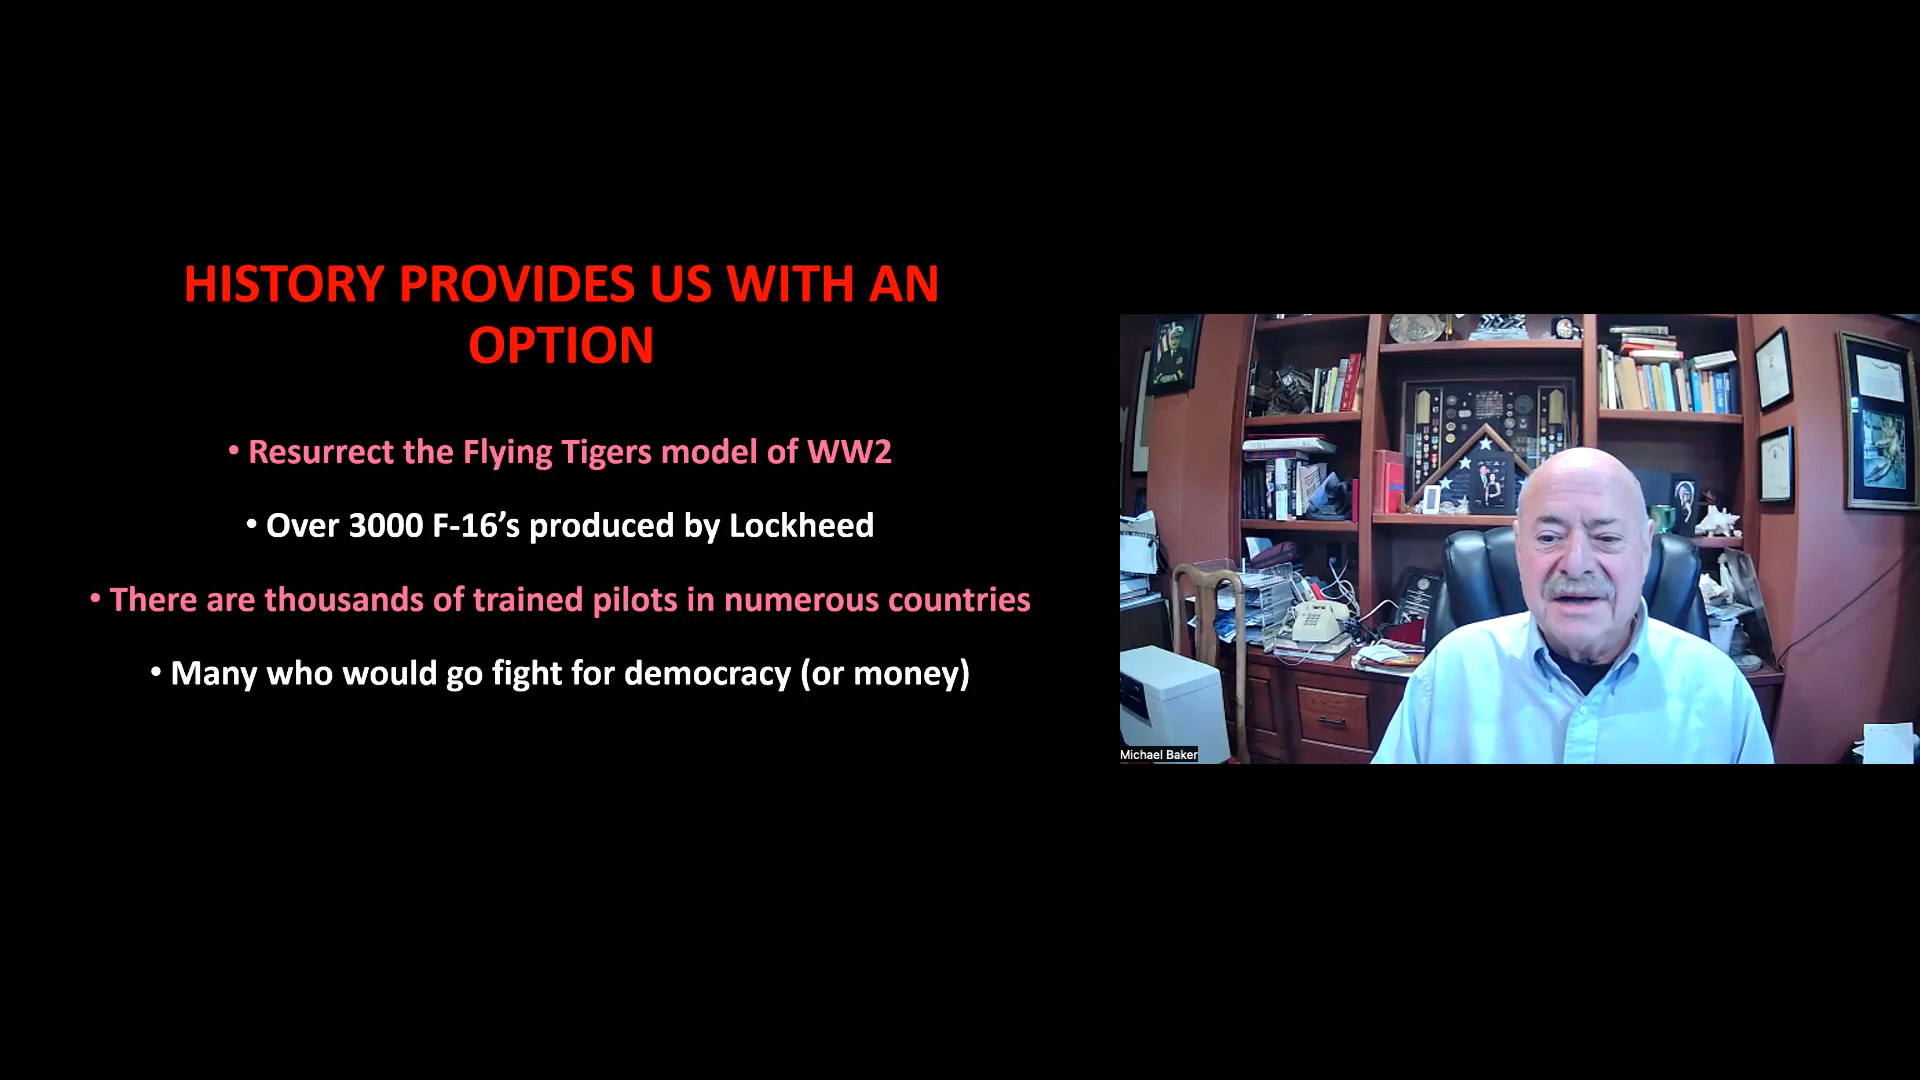 HISTORY PROVIDES US WITH AN
OPTION
• Resurrect the Flying Tigers model of WW2
• Over 3000 F-16’s produced by Lockheed
• There are thousands of trained pilots in numerous countries
• Many who would go fight for democracy (or money)
Michael Baker